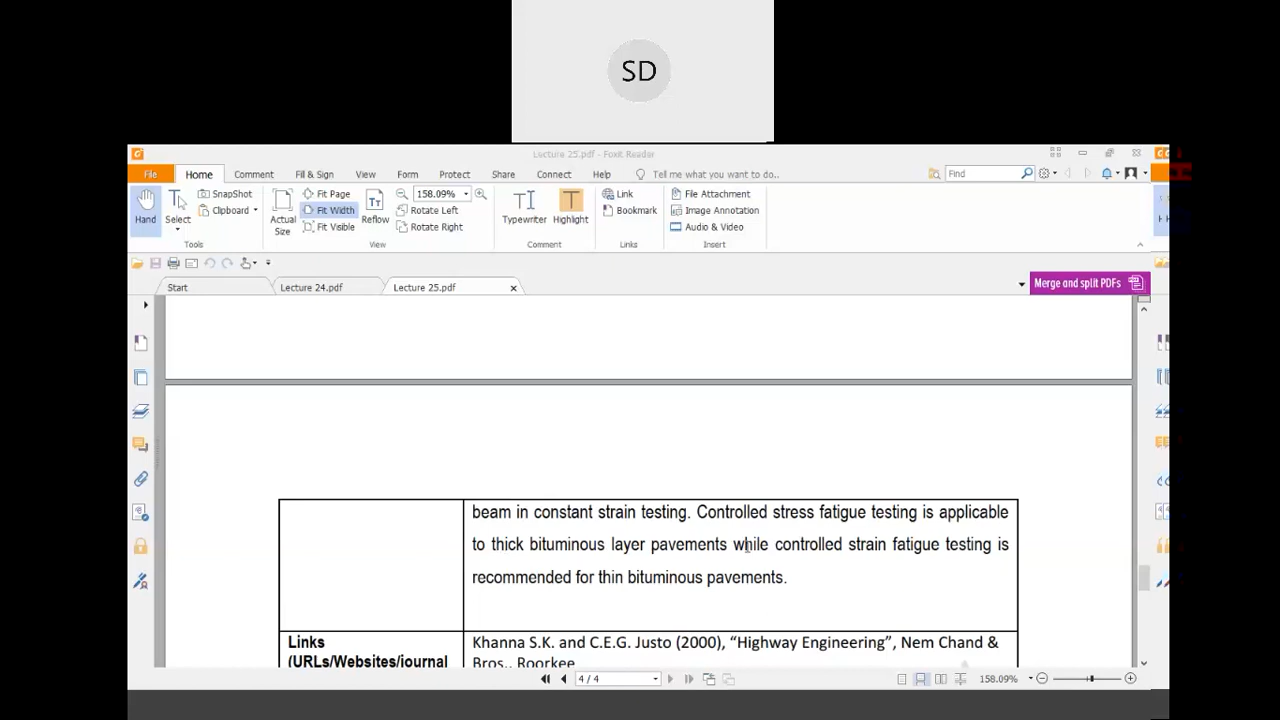 SD
Lecture 25.pdf - Foxit Reader
File Home Comment View Fill & Sign Form Protect Share Connect Help Tell me what you want to do.. Find
SnapShot Fit Page 158.09% Link File Attachment
Hand Select Clipboard Actual Size Fit Width Reflow Rotate Left Typewriter Highlight Bookmark Image Annotation
Fit Visible Rotate Right Audio & Video
Tools View Comment Links Insert
Start Lecture 24.pdf Lecture 25.pdf Merge and split PDFs
beam in constant strain testing. Controlled stress fatigue testing is applicable
to thick bituminous layer pavements while controlled strain fatigue testing is
recommended for thin bituminous pavements.
Links Khanna S.K. and C.E.G. Justo (2000), “Highway Engineering”, Nem Chand &
(URLs/Websites/journal Bros., Roorkee
4 / 4 158.09%